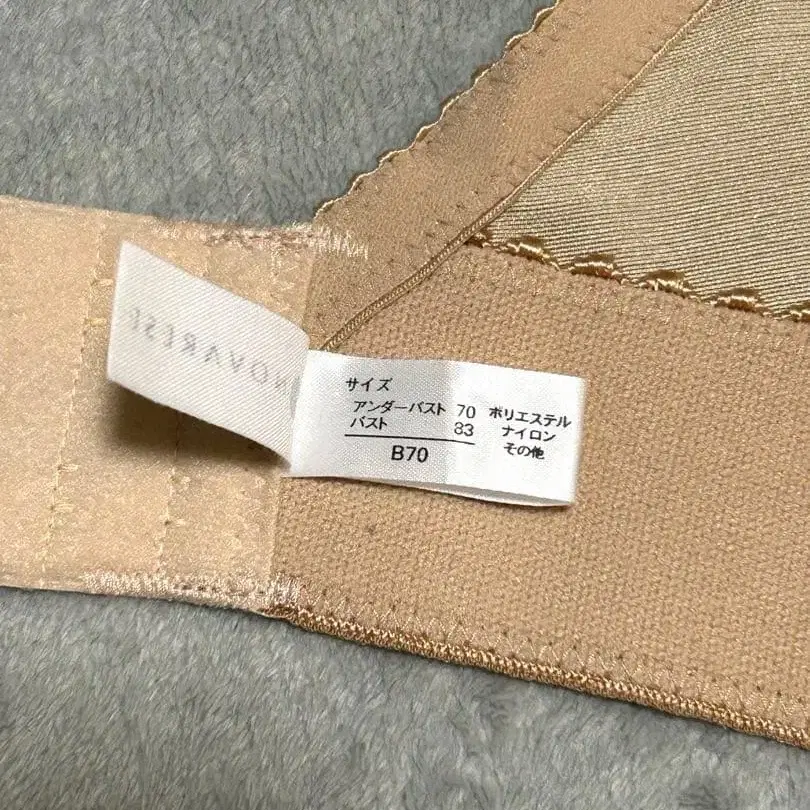 NOVARESE
サイズ
アンダーバスト 70
バスト 83
B70
ポリエステル
ナイロン
その他